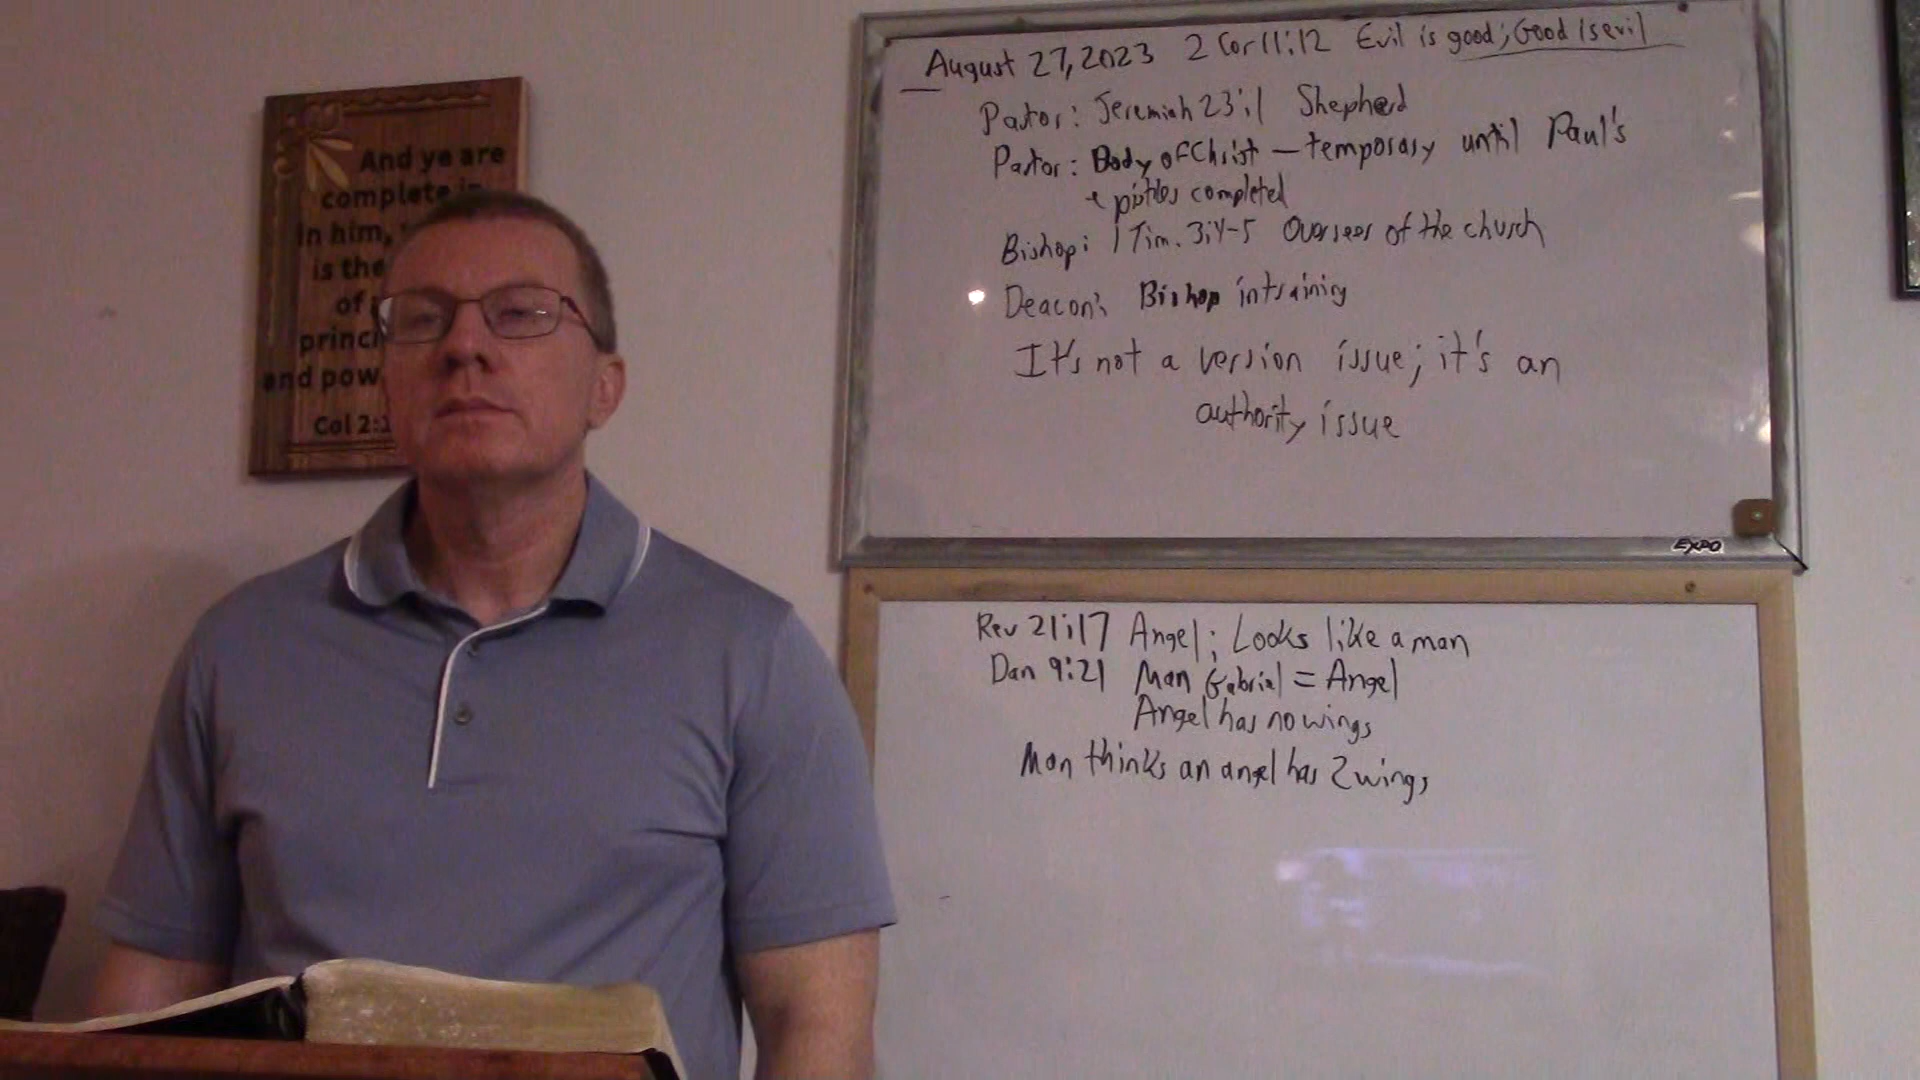 And ye are
complete in
in him,
is the
of
princi
and pow
Col 2:1
August 27, 2023 2 Cor 11:12 Evil is good; Good is evil
Pastor: Jeremiah 23:1 Shepherd
Pastor: Body of Christ — temporary until Paul's
epistles completed
Bishop: 1 Tim. 3:4-5 Overseer of the church
Deacon: Bishop in training
It's not a version issue; it's an
authority issue
EXPO
Rev 21:17 Angel; Looks like a man
Dan 9:21 Man Gabriel = Angel
Angel has no wings
Man thinks an angel has 2 wings